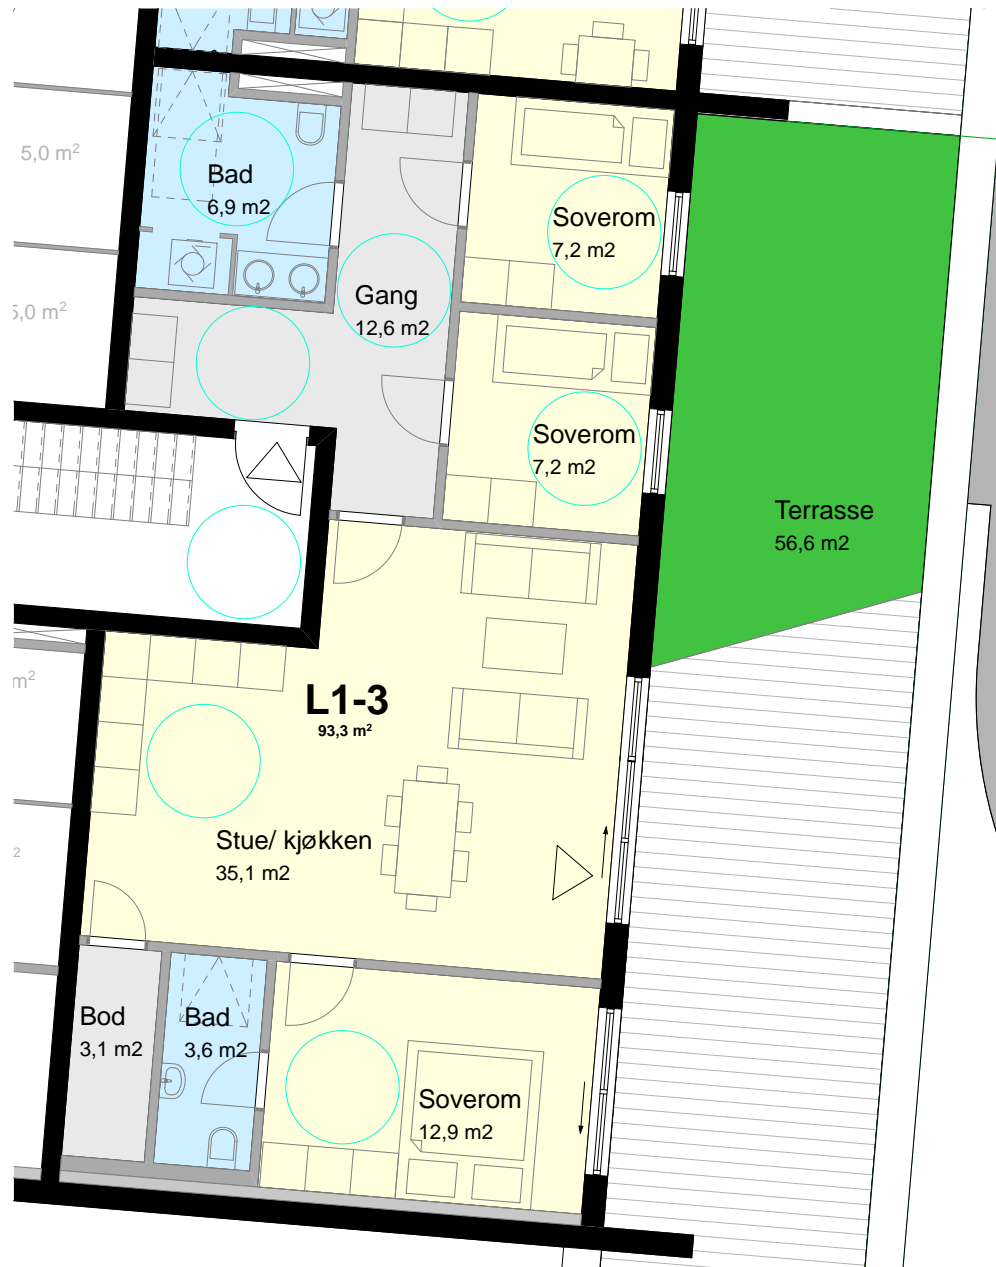 5,0 m²
Bad
6,9 m2
Soverom
7,2 m2
Gang
12,6 m2
5,0 m²
Soverom
7,2 m2
Terrasse
56,6 m2
m²
L1-3
93,3 m²
Stue/ kjøkken
35,1 m2
2
Bod
3,1 m2
Bad
3,6 m2
Soverom
12,9 m2